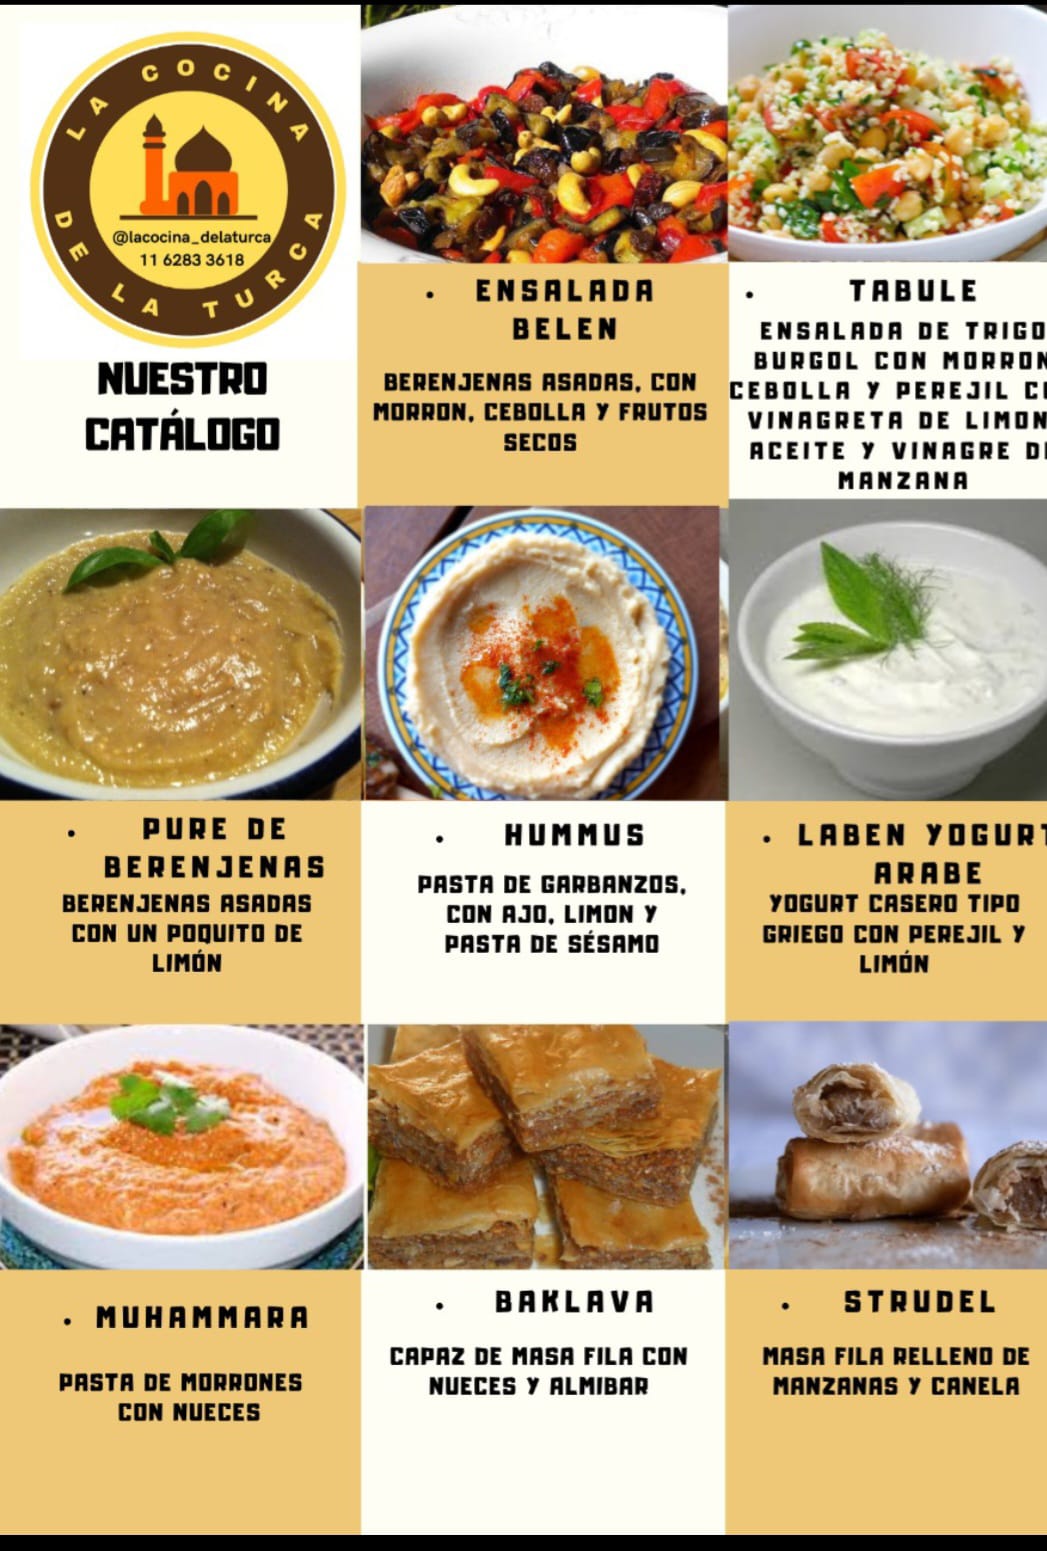 LA COCINA
DE LA TURCA
@lacocina_delaturca
11 6283 3618
NUESTRO
CATÁLOGO
• ENSALADA
BELEN
BERENJENAS ASADAS, CON
MORRON, CEBOLLA Y FRUTOS
SECOS
• TABULE
ENSALADA DE TRIGO
BURGOL CON MORRON
CEBOLLA Y PEREJIL
VINAGRETA DE LIMON
ACEITE Y VINAGRE
MANZANA
• PURE DE
BERENJENAS
BERENJENAS ASADAS
CON UN POQUITO DE
LIMÓN
• HUMMUS
PASTA DE GARBANZOS,
CON AJO, LIMON Y
PASTA DE SÉSAMO
• LABEN YOGURT
ARABE
YOGURT CASERO TIPO
GRIEGO CON PEREJIL Y
LIMÓN
• MUHAMMARA
PASTA DE MORRONES
CON NUECES
• BAKLAVA
CAPAZ DE MASA FILA CON
NUECES Y ALMIBAR
• STRUDEL
MASA FILA RELLENO DE
MANZANAS Y CANELA